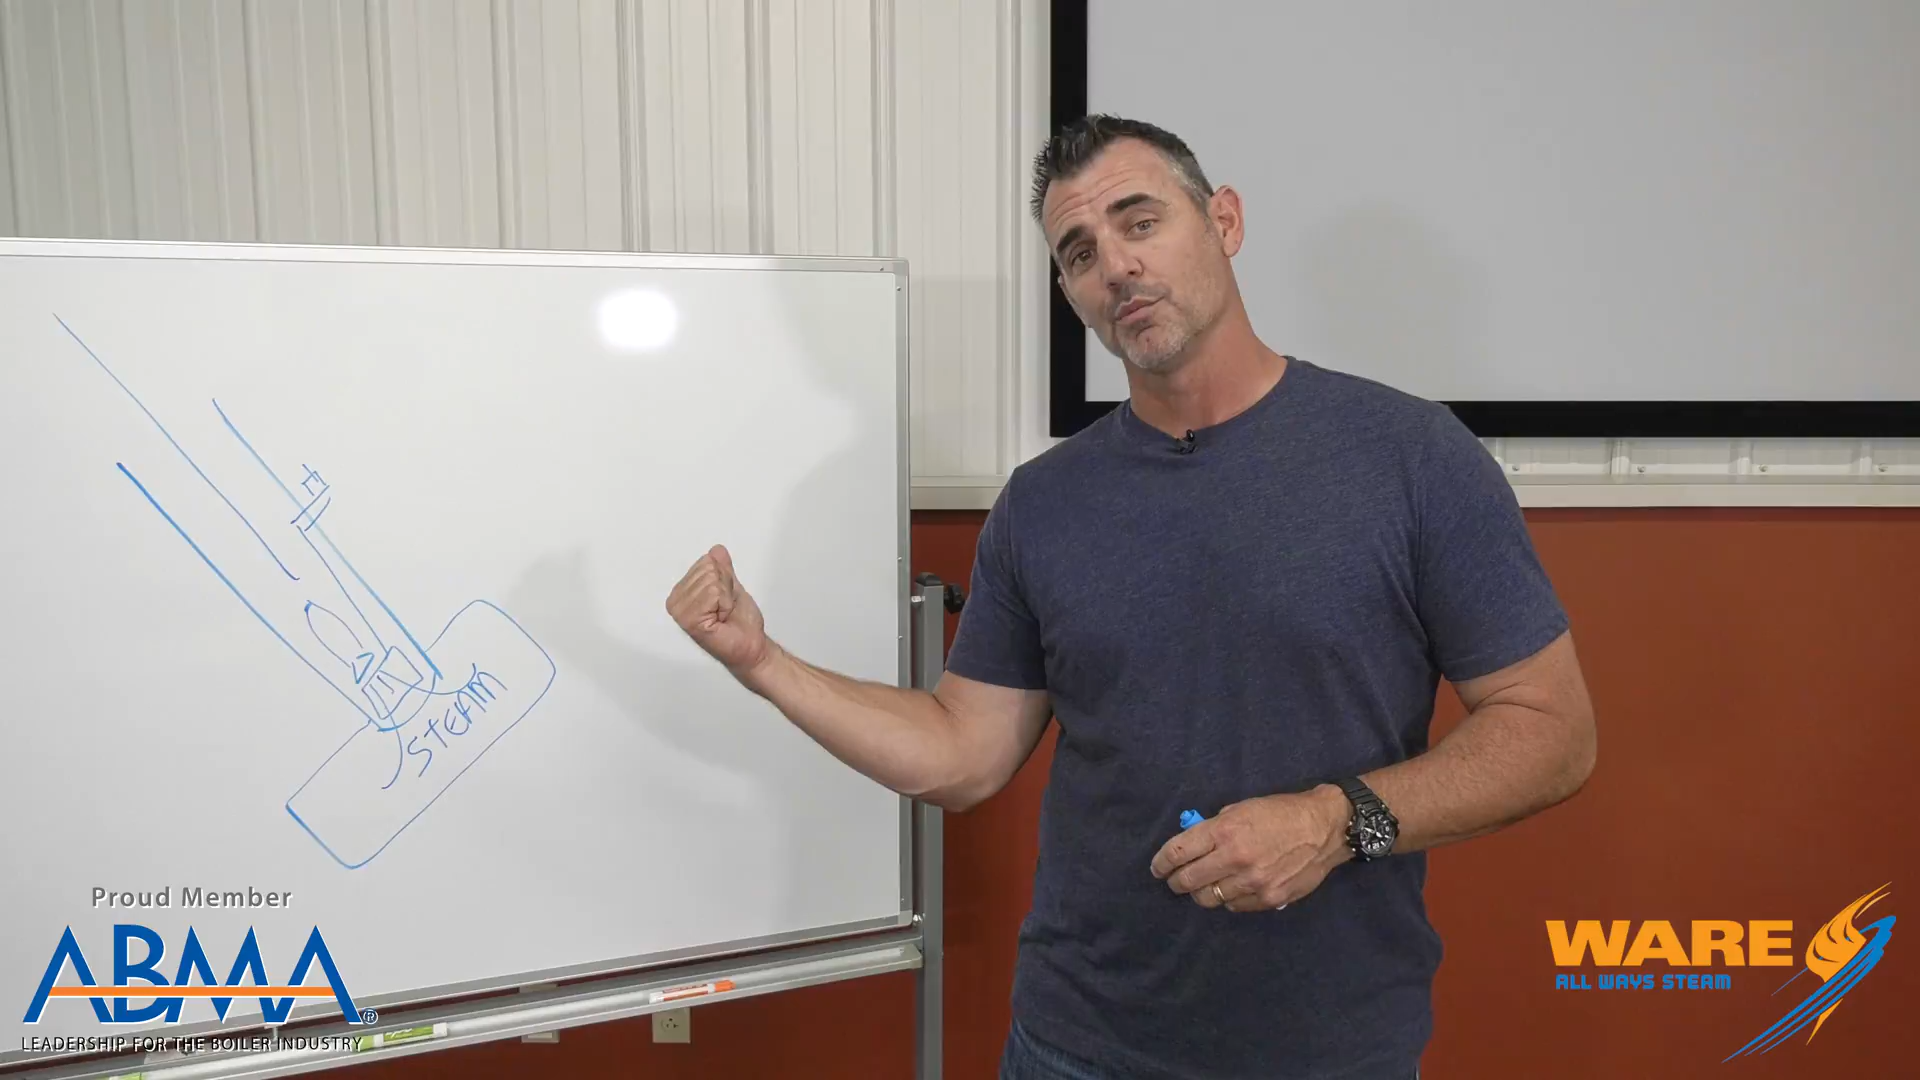 STEAM
Proud Member
ABMA®
LEADERSHIP FOR THE BOILER INDUSTRY
WARE
ALL WAYS STEAM